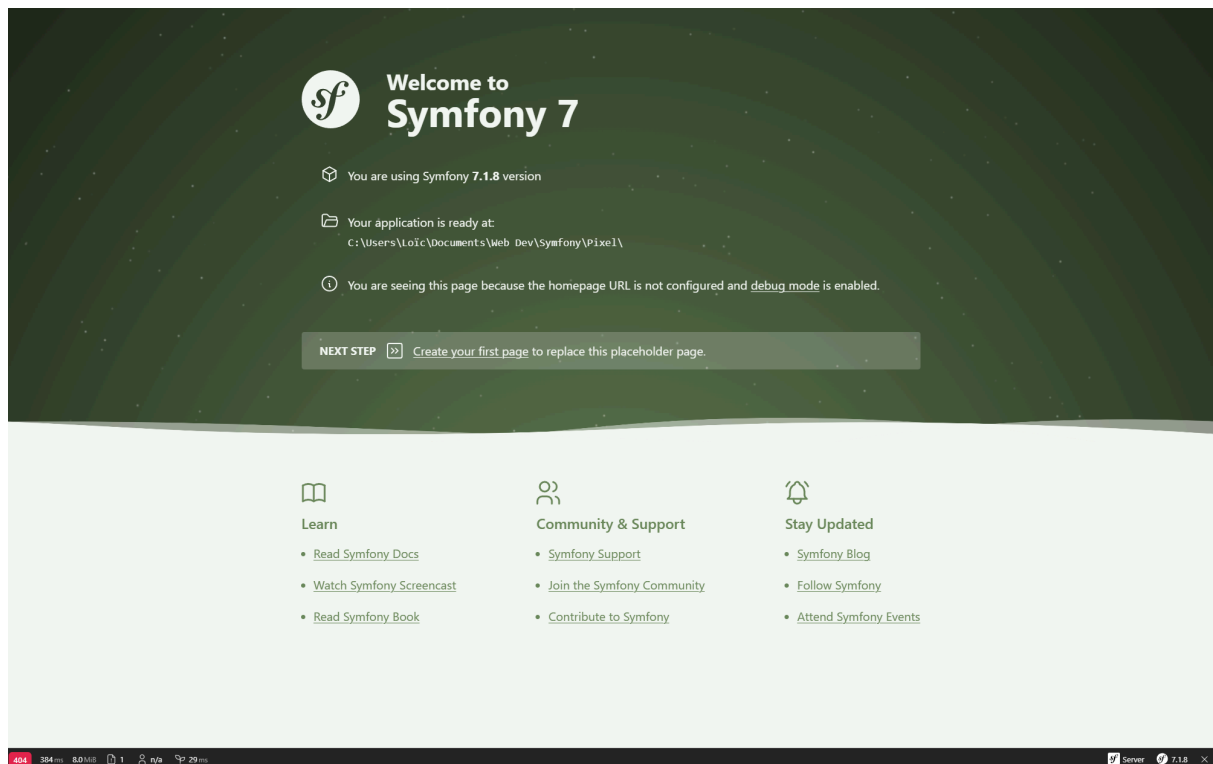 sf
Welcome to
Symfony 7
You are using Symfony 7.1.8 version
Your application is ready at:
C:\Users\Loïc\Documents\Web Dev\Symfony\Pixel\
You are seeing this page because the homepage URL is not configured and debug mode is enabled.
NEXT STEP Create your first page to replace this placeholder page.
Learn
Read Symfony Docs
Watch Symfony Screencast
Read Symfony Book
Community & Support
Symfony Support
Join the Symfony Community
Contribute to Symfony
Stay Updated
Symfony Blog
Follow Symfony
Attend Symfony Events
404 384 ms 8.0 MiB 1 n/a 29 ms sf Server sf 7.1.8